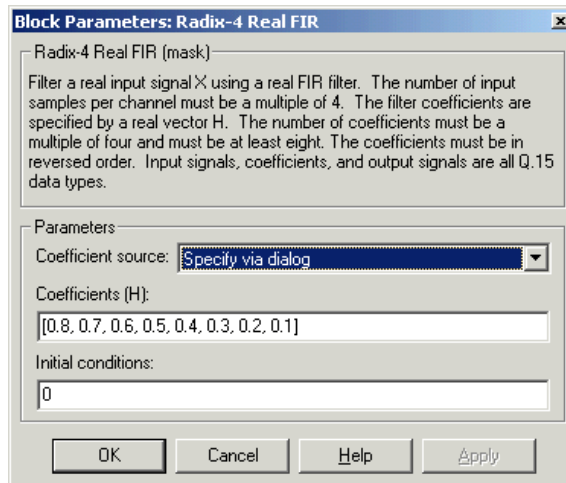 Block Parameters: Radix-4 Real FIR
Radix-4 Real FIR (mask)
Filter a real input signal X using a real FIR filter. The number of input
samples per channel must be a multiple of 4. The filter coefficients are
specified by a real vector H. The number of coefficients must be a
multiple of four and must be at least eight. The coefficients must be in
reversed order. Input signals, coefficients, and output signals are all Q.15
data types.
Parameters
Coefficient source: Specify via dialog
Coefficients (H):
[0.8, 0.7, 0.6, 0.5, 0.4, 0.3, 0.2, 0.1]
Initial conditions:
0
OK Cancel Help Apply